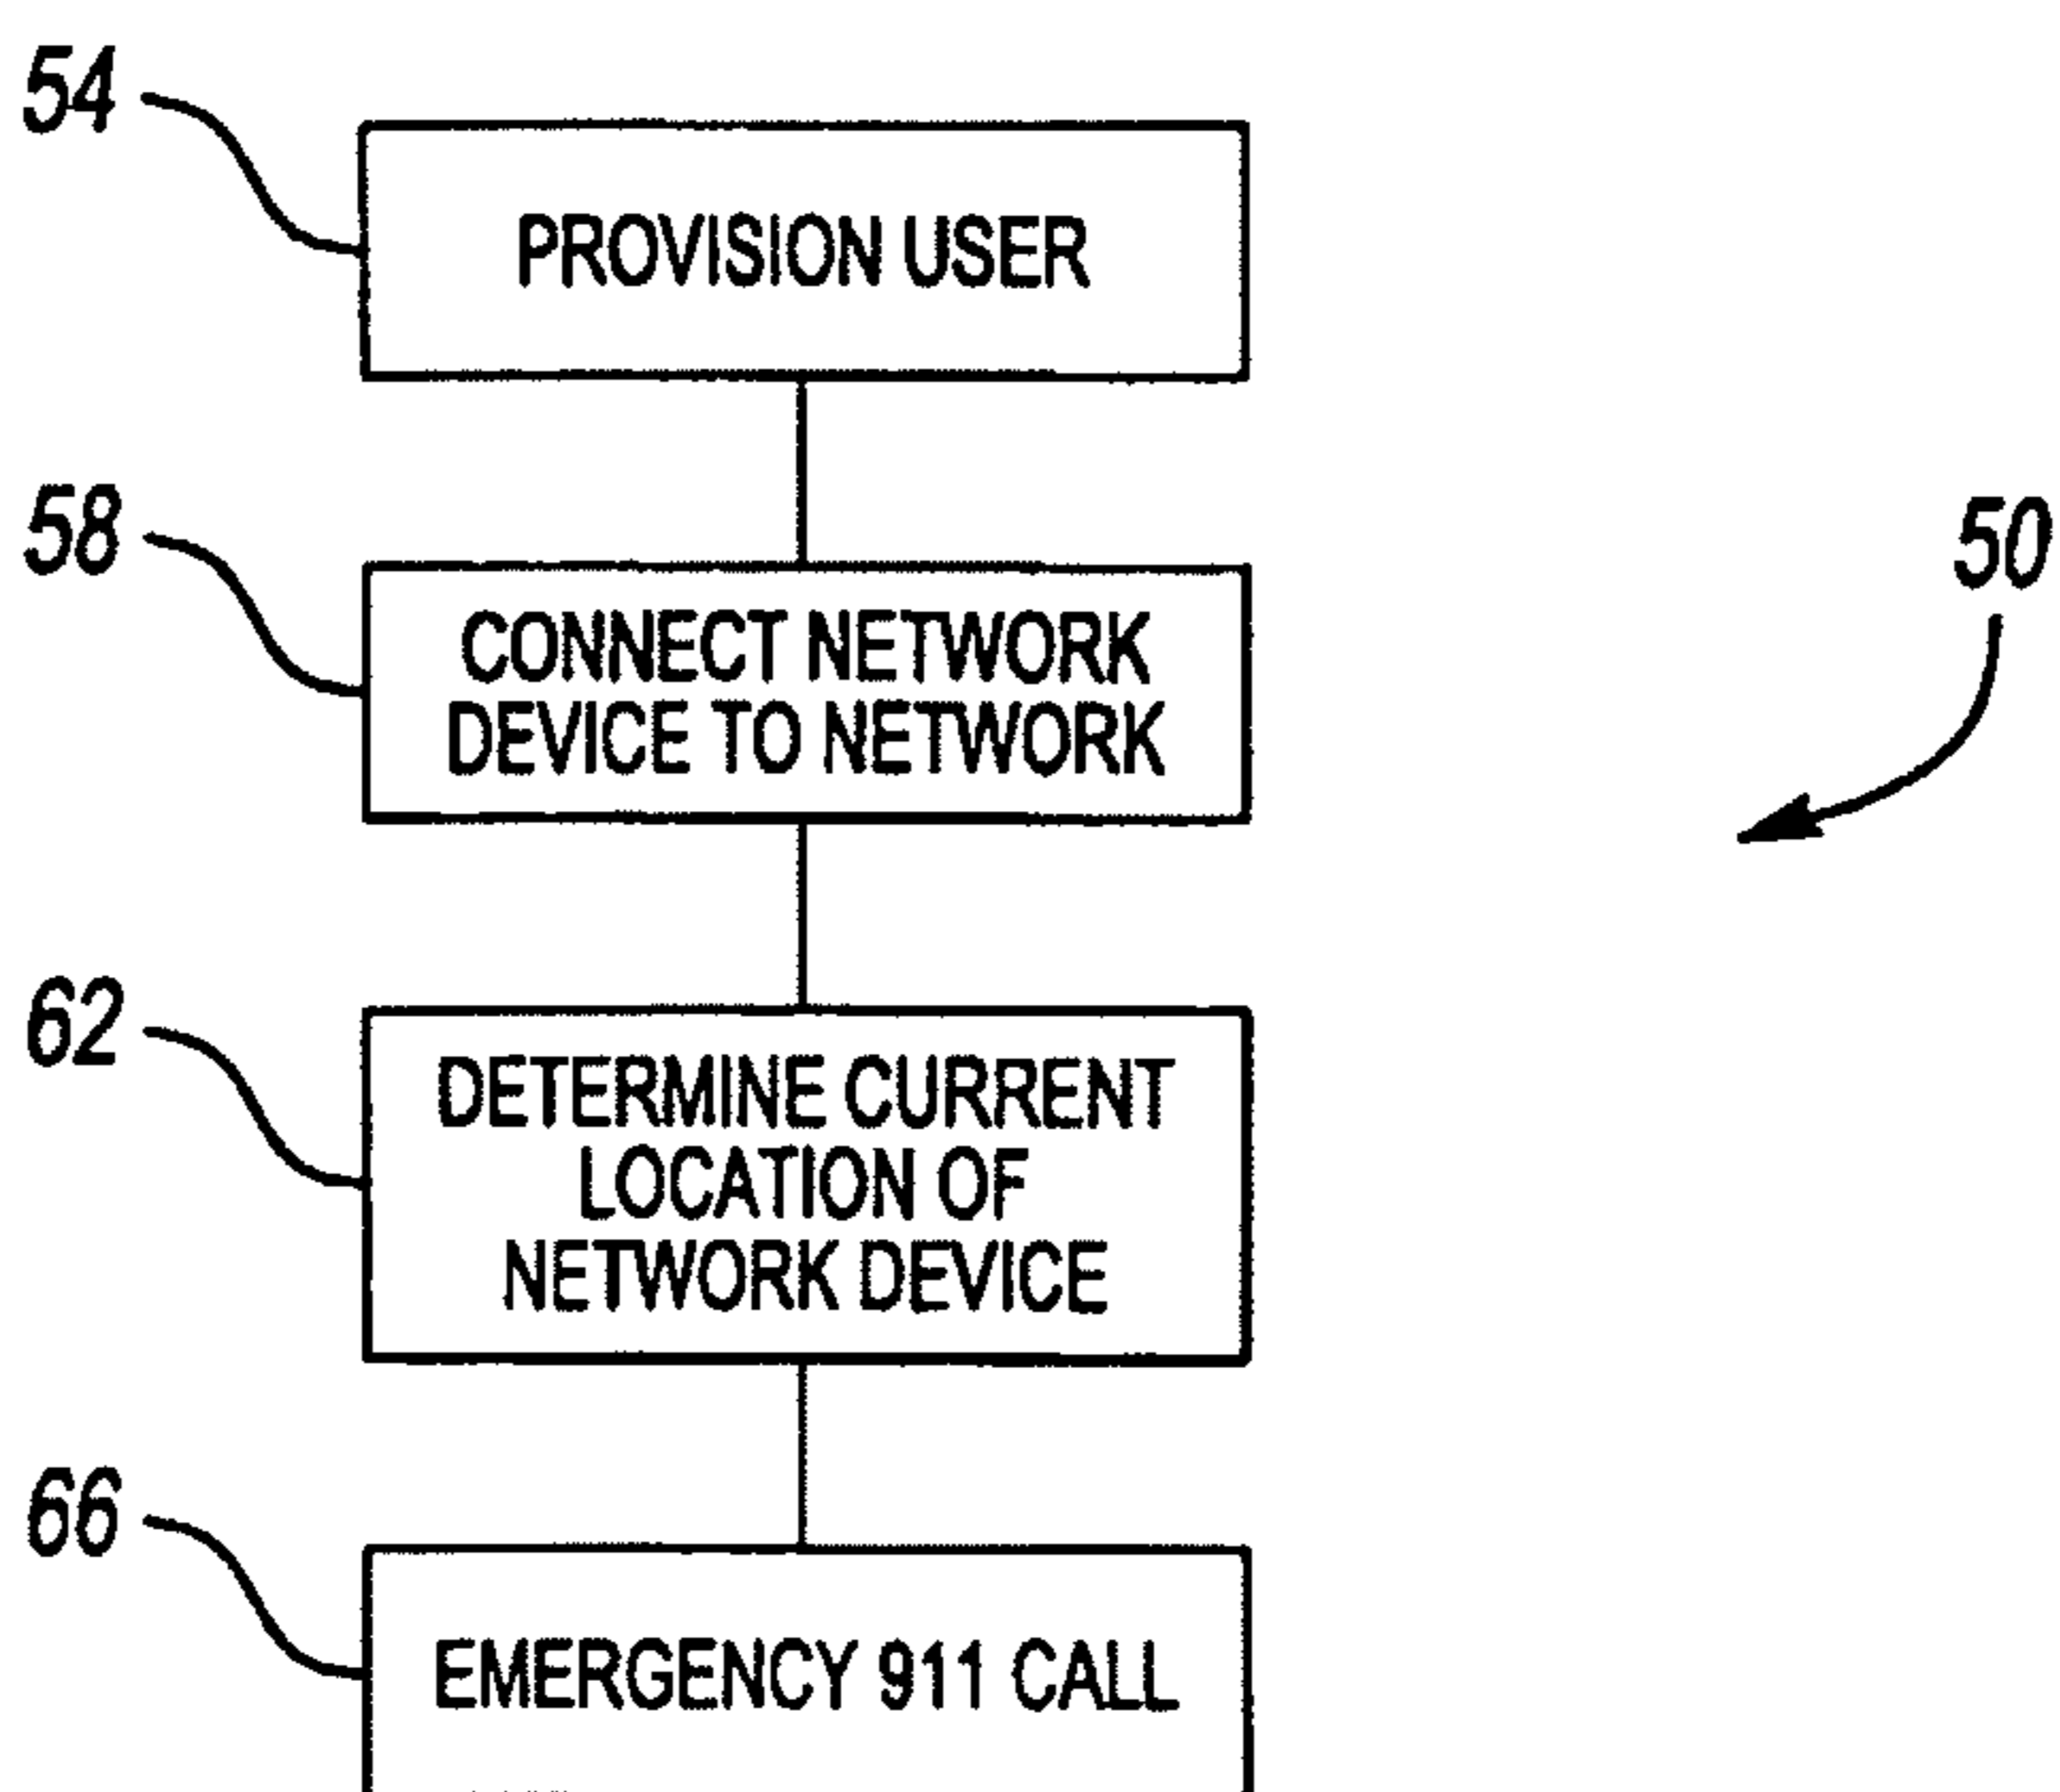 54
PROVISION USER
58
CONNECT NETWORK
DEVICE TO NETWORK
50
62
DETERMINE CURRENT
LOCATION OF
NETWORK DEVICE
66
EMERGENCY 911 CALL